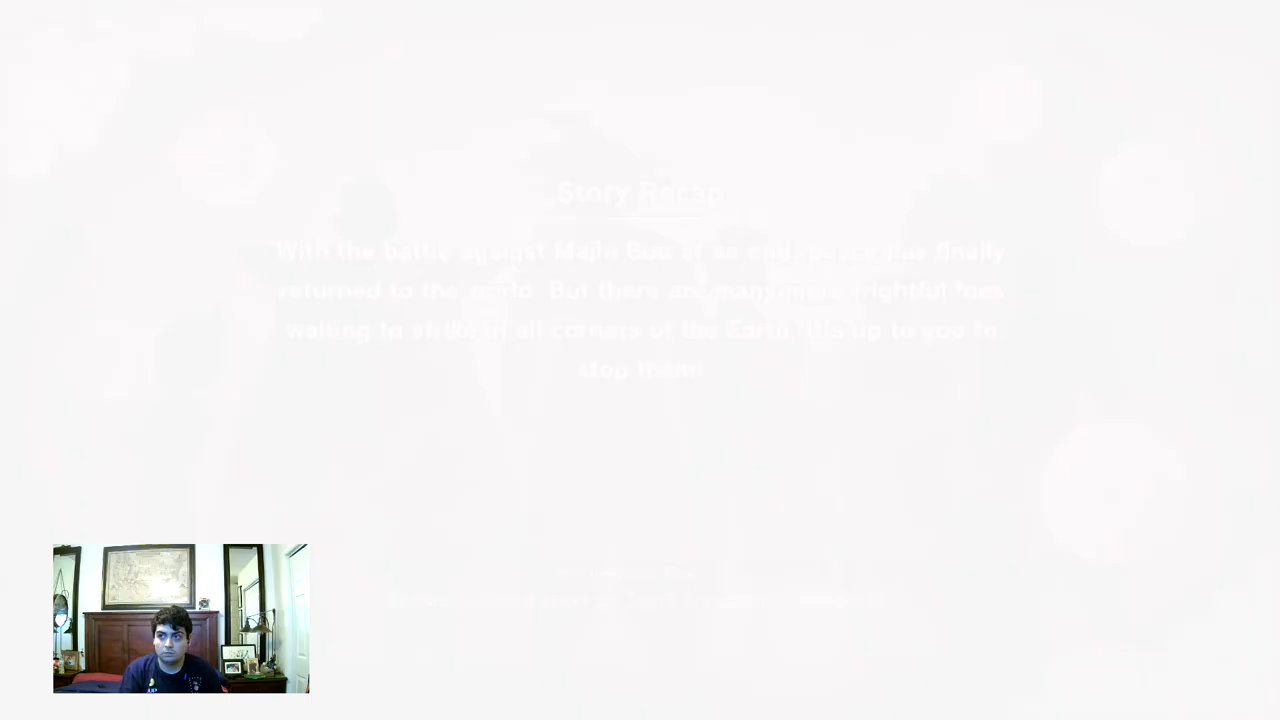 Story Recap
With the battle against Majin Buu at an end, peace has finally
returned to the world. But there are many more frightful foes
waiting to strike in all corners of the Earth. It's up to you to
stop them!